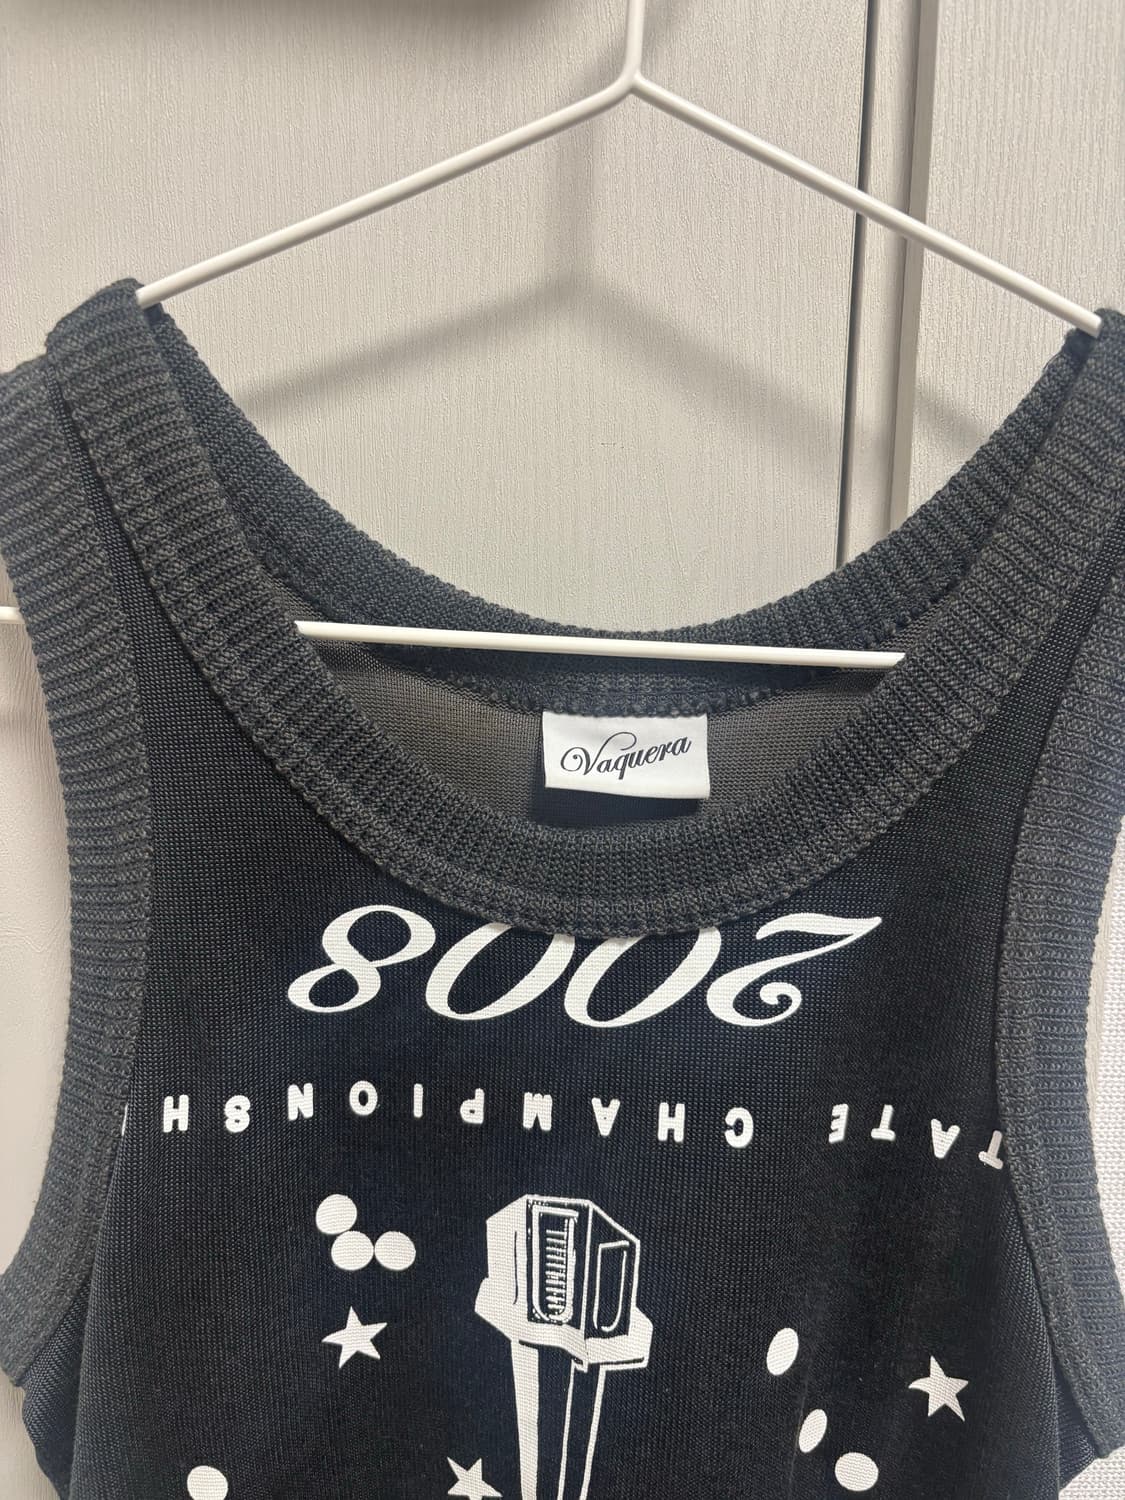 Vaquera
2008
TATE CHAMPIONSH